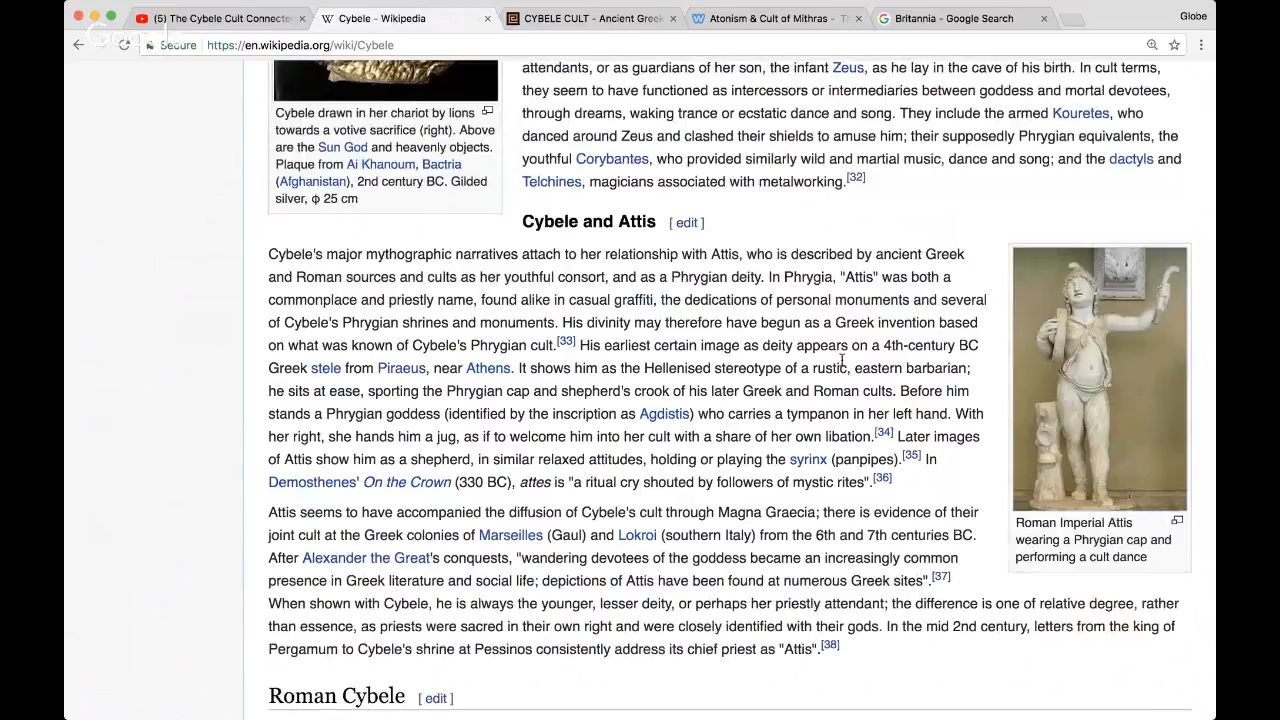 (5) The Cybele Cult Connecte
Cybele - Wikipedia
CYBELE CULT - Ancient Greek
Atonism & Cult of Mithras - Th
Britannia - Google Search
Globe
Secure
https://en.wikipedia.org/wiki/Cybele
Cybele drawn in her chariot by lions
towards a votive sacrifice (right). Above
are the Sun God and heavenly objects.
Plaque from Ai Khanoum, Bactria
(Afghanistan), 2nd century BC. Gilded
silver, ϕ 25 cm
attendants, or as guardians of her son, the infant Zeus, as he lay in the cave of his birth. In cult terms,
they seem to have functioned as intercessors or intermediaries between goddess and mortal devotees,
through dreams, waking trance or ecstatic dance and song. They include the armed Kouretes, who
danced around Zeus and clashed their shields to amuse him; their supposedly Phrygian equivalents, the
youthful Corybantes, who provided similarly wild and martial music, dance and song; and the dactyls and
Telchines, magicians associated with metalworking.[32]
Cybele and Attis [ edit ]
Cybele's major mythographic narratives attach to her relationship with Attis, who is described by ancient Greek
and Roman sources and cults as her youthful consort, and as a Phrygian deity. In Phrygia, "Attis" was both a
commonplace and priestly name, found alike in casual graffiti, the dedications of personal monuments and several
of Cybele's Phrygian shrines and monuments. His divinity may therefore have begun as a Greek invention based
on what was known of Cybele's Phrygian cult.[33] His earliest certain image as deity appears on a 4th-century BC
Greek stele from Piraeus, near Athens. It shows him as the Hellenised stereotype of a rustic, eastern barbarian;
he sits at ease, sporting the Phrygian cap and shepherd's crook of his later Greek and Roman cults. Before him
stands a Phrygian goddess (identified by the inscription as Agdistis) who carries a tympanon in her left hand. With
her right, she hands him a jug, as if to welcome him into her cult with a share of her own libation.[34] Later images
of Attis show him as a shepherd, in similar relaxed attitudes, holding or playing the syrinx (panpipes).[35] In
Demosthenes' On the Crown (330 BC), attes is "a ritual cry shouted by followers of mystic rites".[36]
Roman Imperial Attis
wearing a Phrygian cap and
performing a cult dance
Attis seems to have accompanied the diffusion of Cybele's cult through Magna Graecia; there is evidence of their
joint cult at the Greek colonies of Marseilles (Gaul) and Lokroi (southern Italy) from the 6th and 7th centuries BC.
After Alexander the Great's conquests, "wandering devotees of the goddess became an increasingly common
presence in Greek literature and social life; depictions of Attis have been found at numerous Greek sites".[37]
When shown with Cybele, he is always the younger, lesser deity, or perhaps her priestly attendant; the difference is one of relative degree, rather
than essence, as priests were sacred in their own right and were closely identified with their gods. In the mid 2nd century, letters from the king of
Pergamum to Cybele's shrine at Pessinos consistently address its chief priest as "Attis".[38]
Roman Cybele [ edit ]